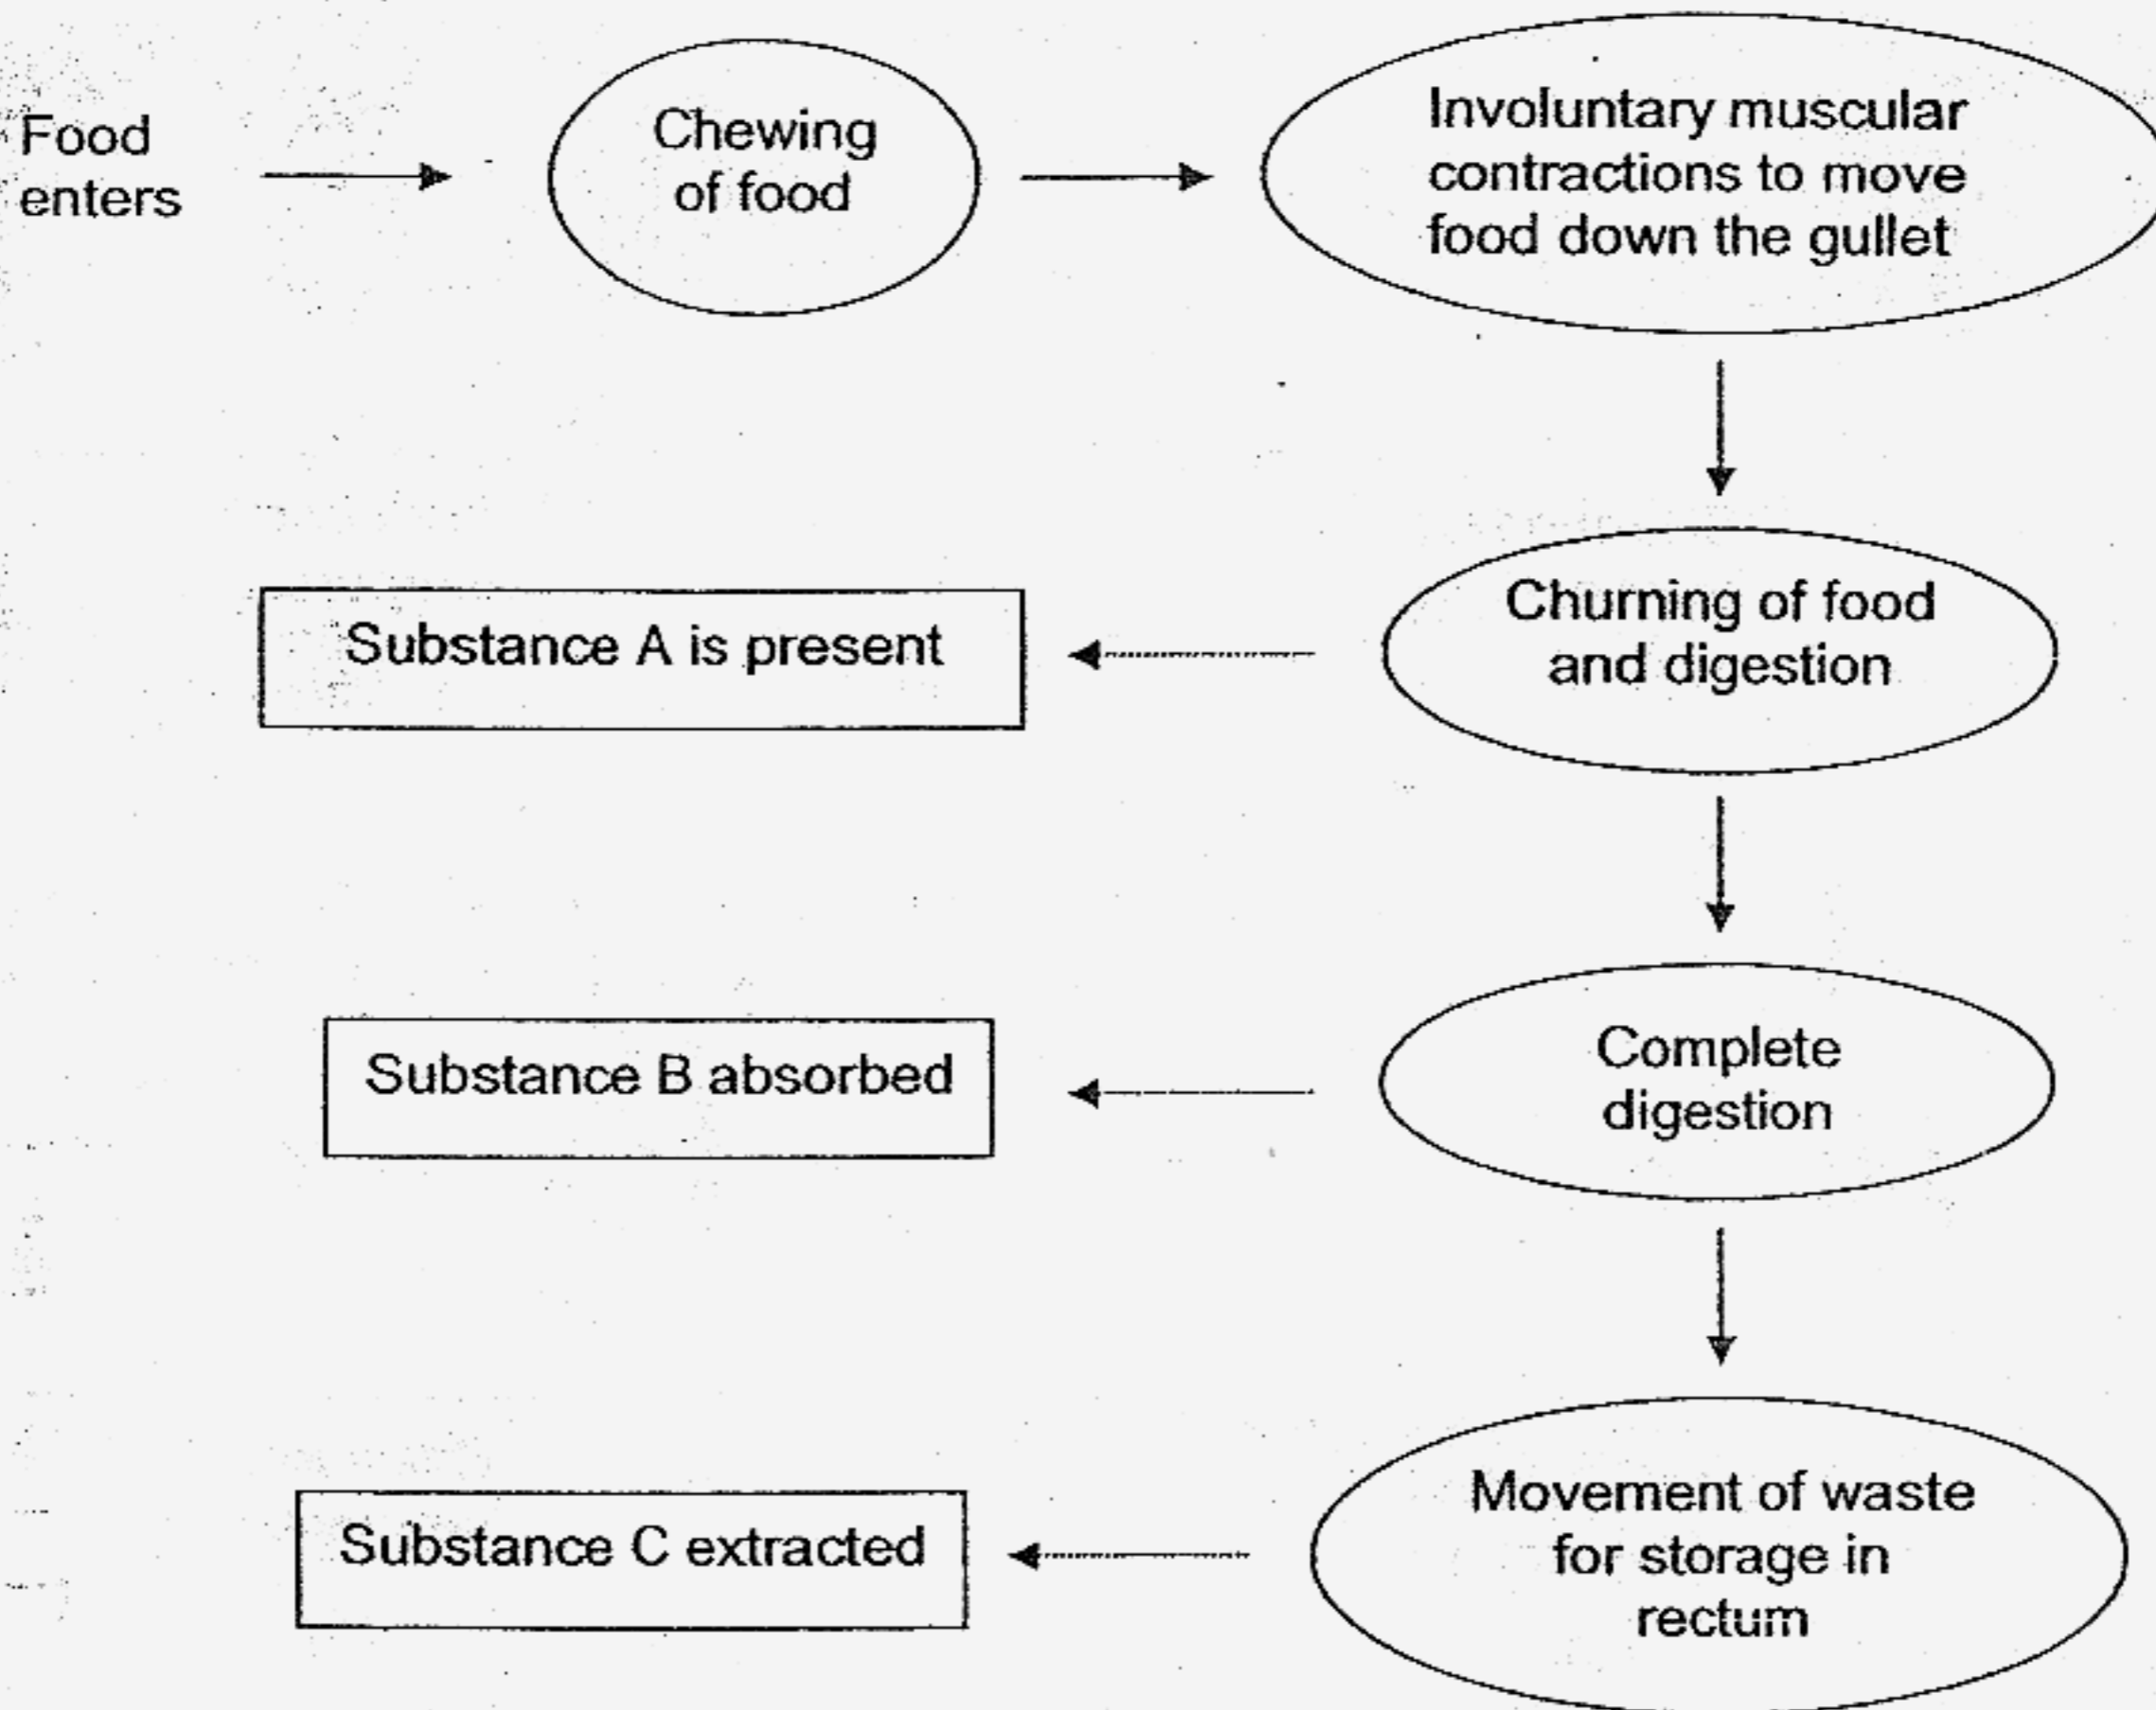 Food
enters
Chewing
of food
Involuntary muscular
contractions to move
food down the gullet
Churning of food
and digestion
Substance A is present
Complete
digestion
Substance B absorbed
Movement of waste
for storage in
rectum
Substance C extracted